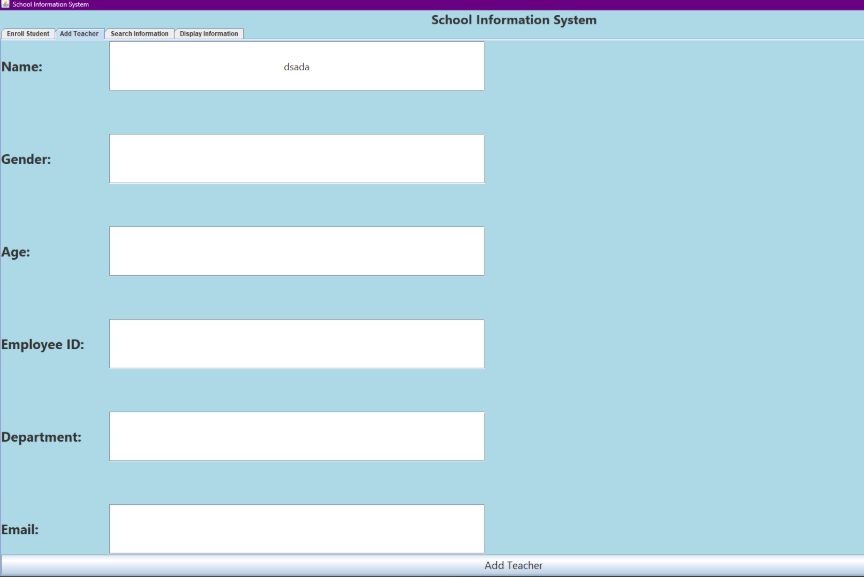 School Information System
School Information System
Enroll Student Add Teacher Search Information Display Information
Name: dsada
Gender:
Age:
Employee ID:
Department:
Email:
Add Teacher